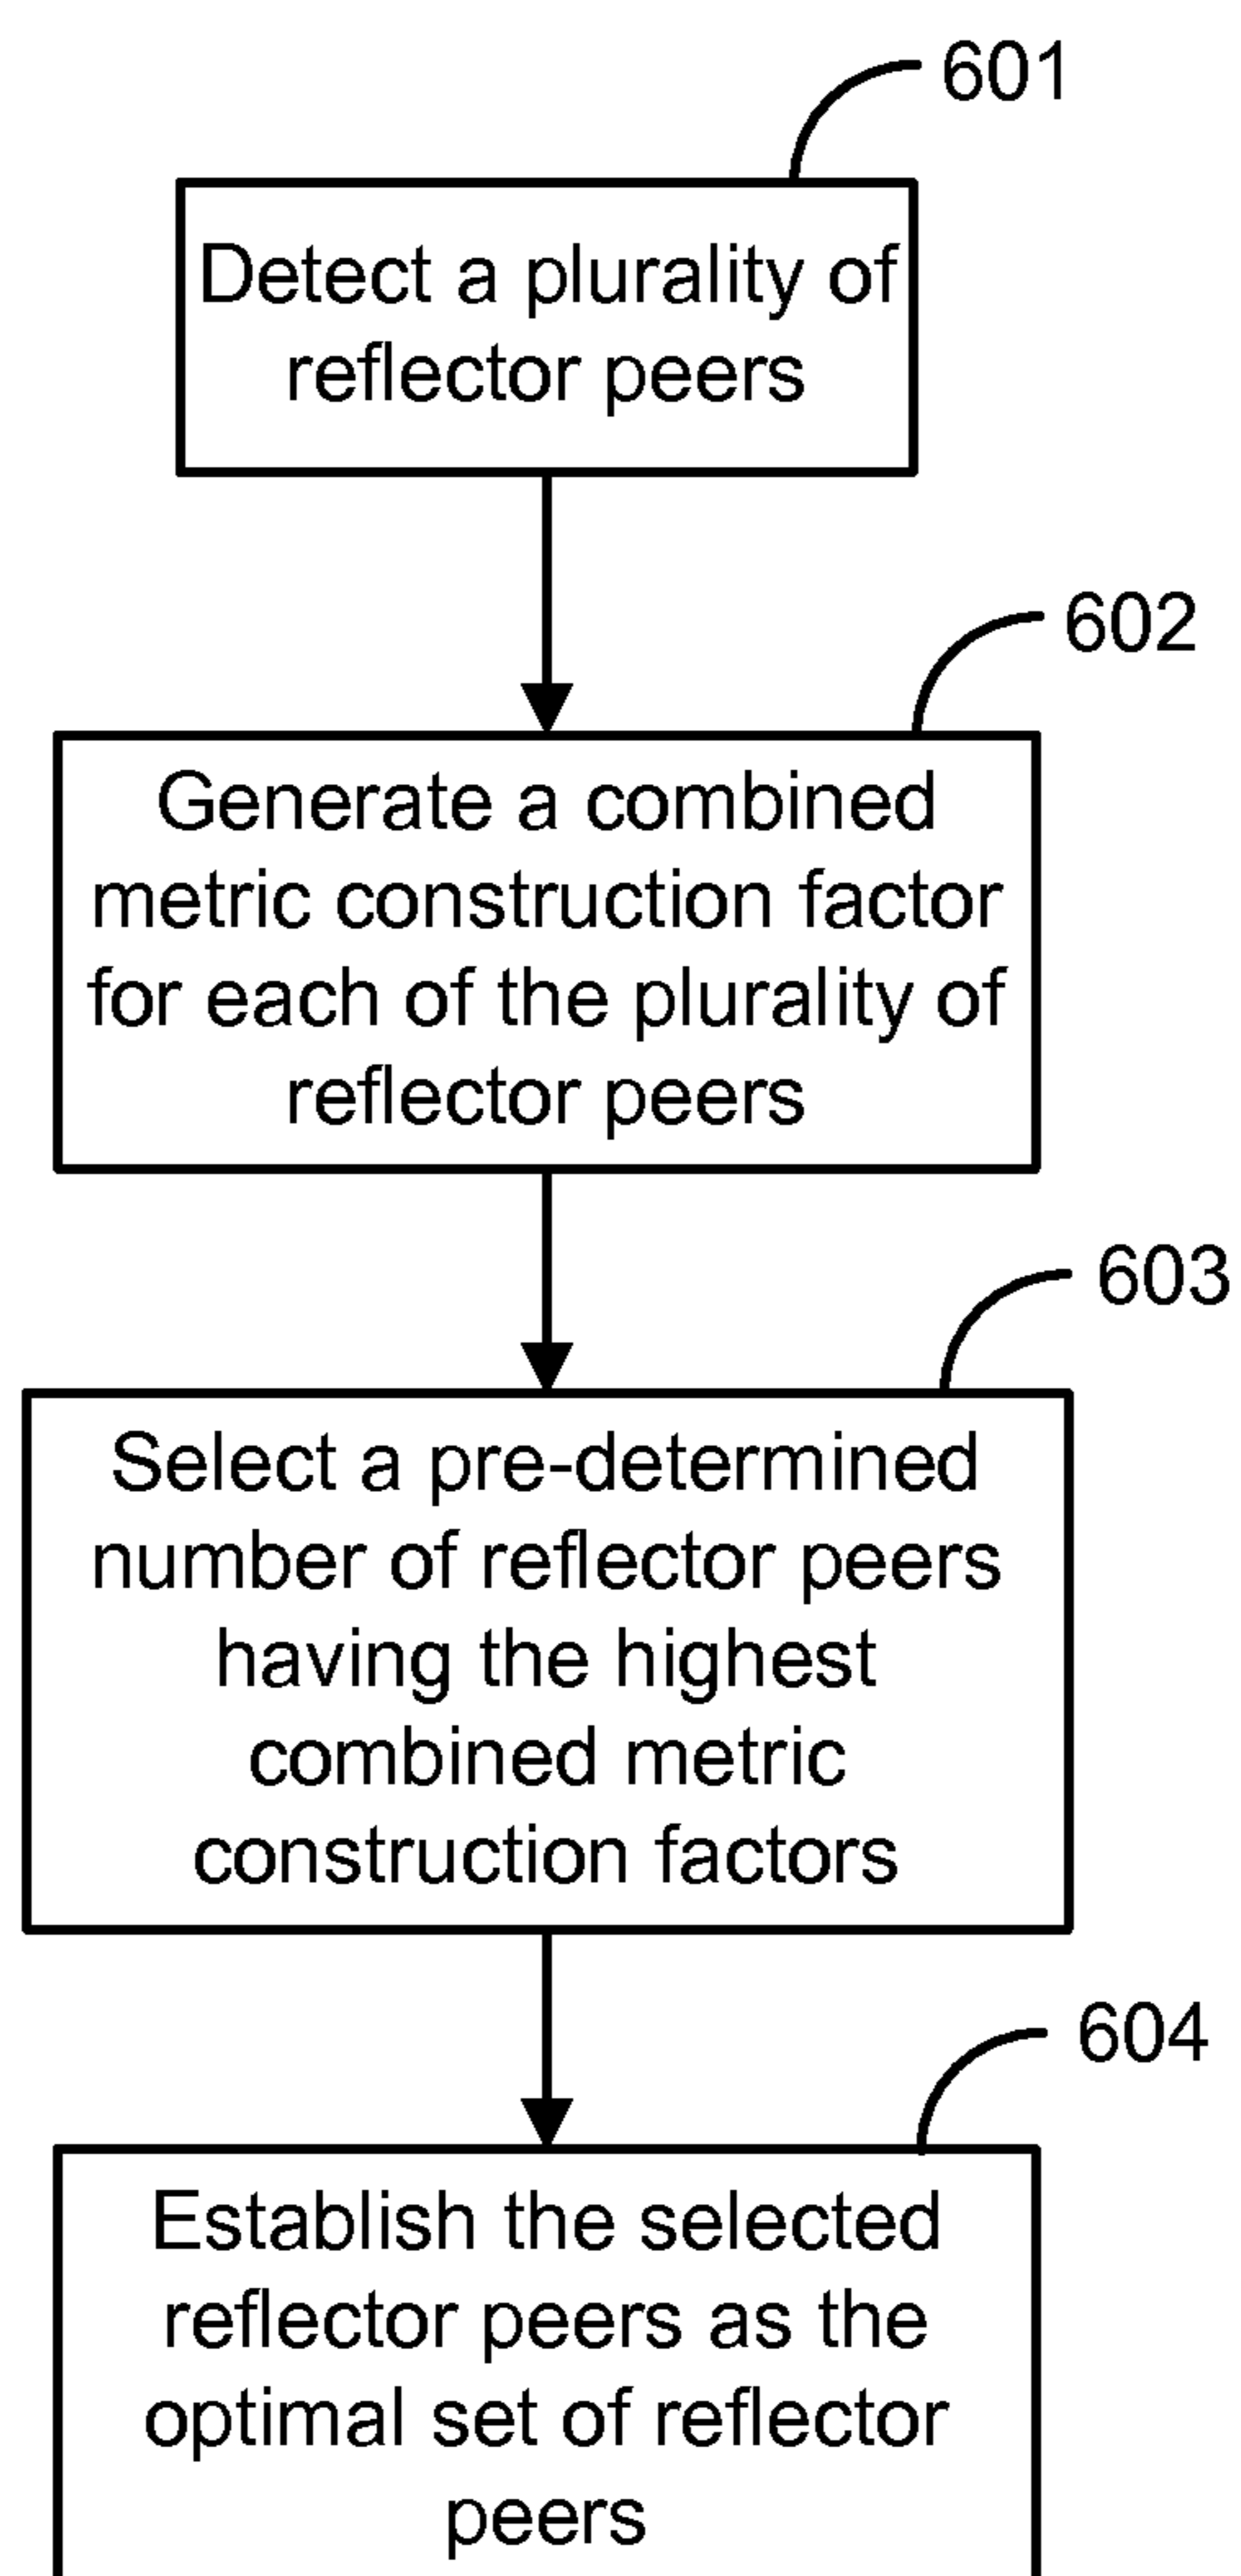 601
Detect a plurality of
reflector peers
602
Generate a combined
metric construction factor
for each of the plurality of
reflector peers
603
Select a pre-determined
number of reflector peers
having the highest
combined metric
construction factors
604
Establish the selected
reflector peers as the
optimal set of reflector
peers